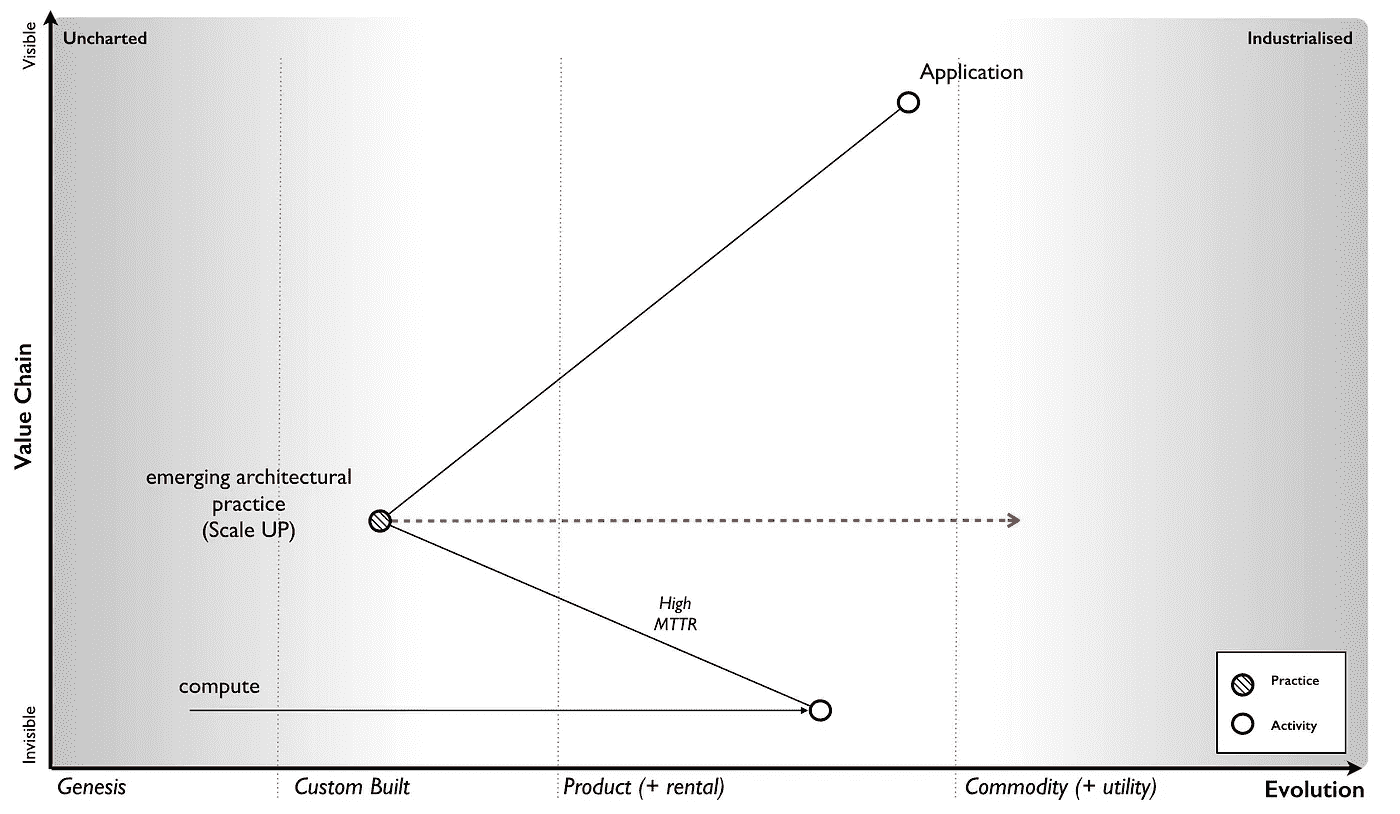 Visible
Uncharted
Industrialised
Application
Value Chain
emerging architectural
practice
(Scale UP)
High
MTTR
compute
Practice
Activity
Invisible
Genesis
Custom Built
Product (+ rental)
Commodity (+ utility)
Evolution